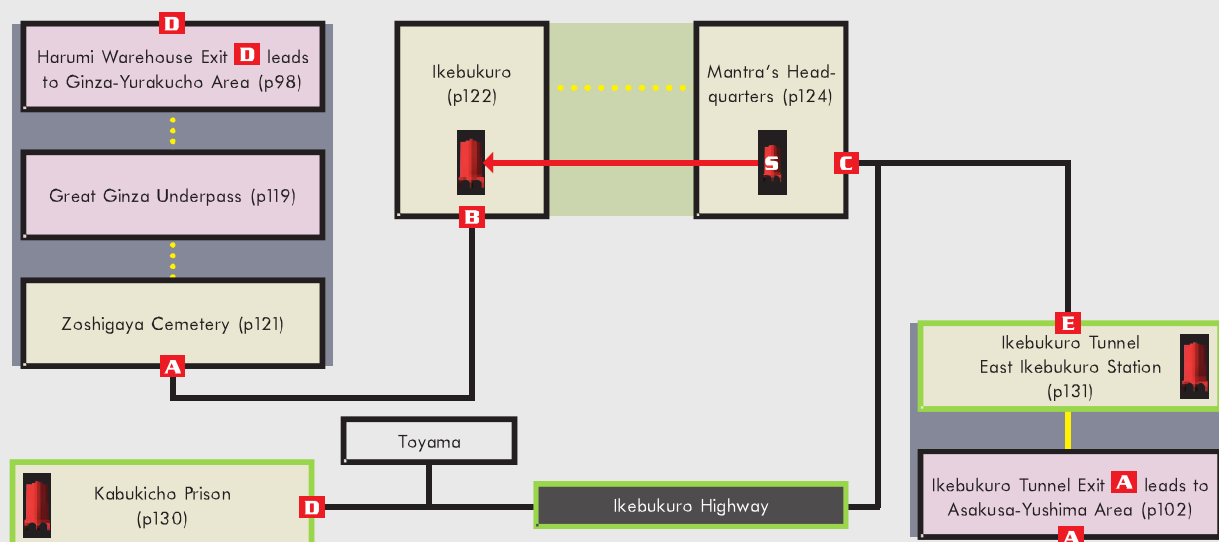 D
Harumi Warehouse Exit D leads
to Ginza-Yurakucho Area (p98)
Great Ginza Underpass (p119)
Zoshigaya Cemetery (p121)
A
Ikebukuro
(p122)
B
Mantra's Head-
quarters (p124)
S
C
E
Ikebukuro Tunnel
East Ikebukuro Station
(p131)
Ikebukuro Tunnel Exit A leads to
Asakusa-Yushima Area (p102)
A
Toyama
Kabukicho Prison
(p130)
D
Ikebukuro Highway